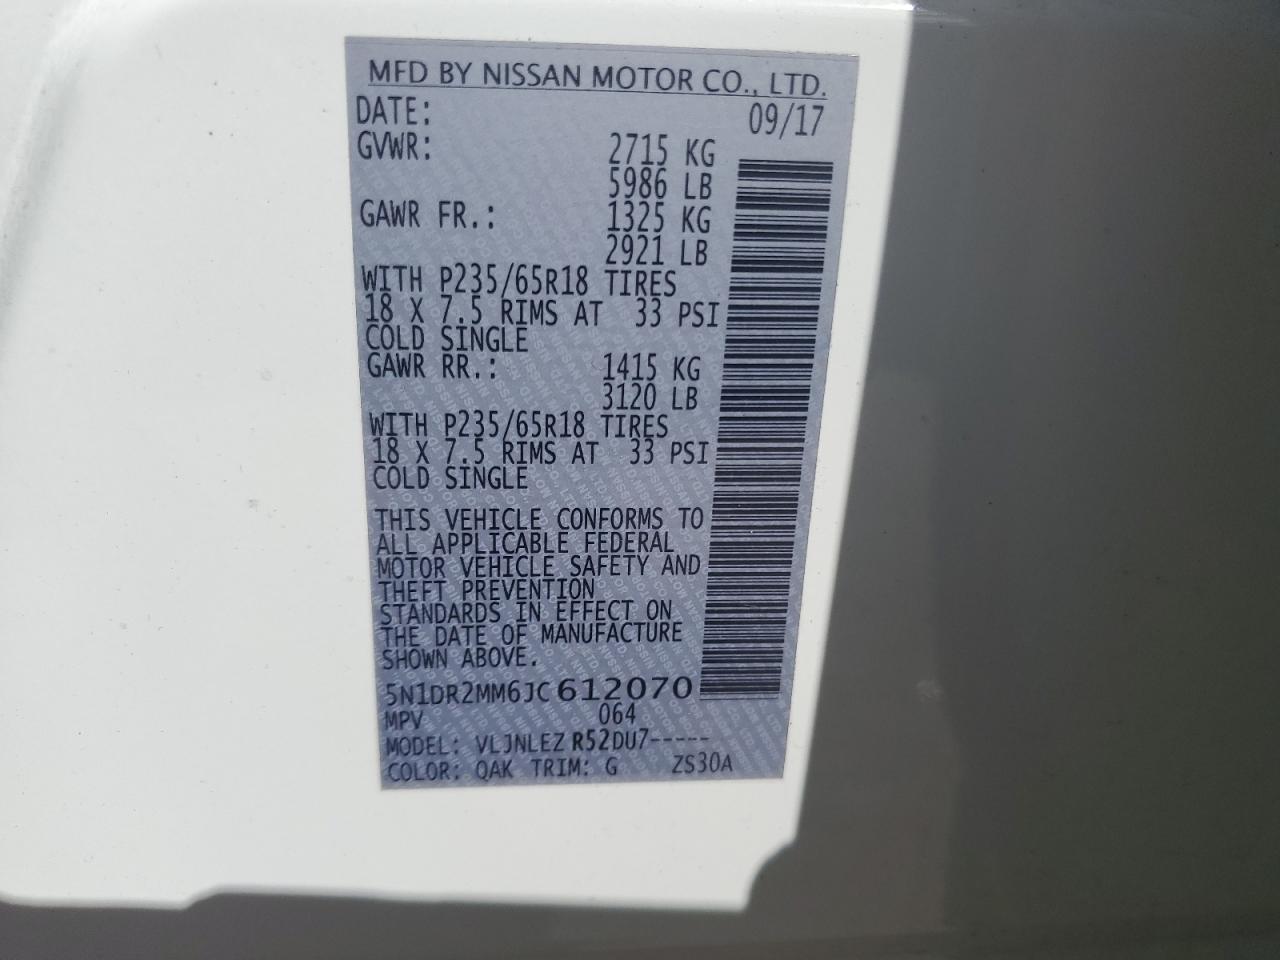 MFD BY NISSAN MOTOR CO., LTD.
DATE: 09/17
GVWR: 2715 KG
5986 LB
GAWR FR.: 1325 KG
2921 LB
WITH P235/65R18 TIRES
18 X 7.5 RIMS AT 33 PSI
COLD SINGLE
GAWR RR.: 1415 KG
3120 LB
WITH P235/65R18 TIRES
18 X 7.5 RIMS AT 33 PSI
COLD SINGLE
THIS VEHICLE CONFORMS TO
ALL APPLICABLE FEDERAL
MOTOR VEHICLE SAFETY AND
THEFT PREVENTION
STANDARDS IN EFFECT ON
THE DATE OF MANUFACTURE
SHOWN ABOVE.
5N1DR2MM6JC612070
MPV 064
MODEL: VLJNLEZ R52DU7-----
COLOR: QAK TRIM: G ZS30A